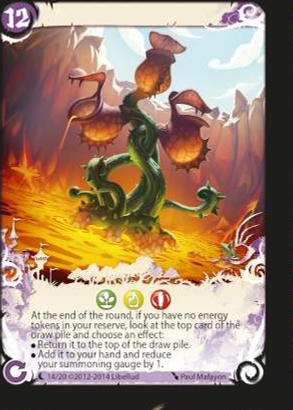 12
At the end of the round, if you have no energy
tokens in your reserve, look at the top card of the
draw pile and choose an effect:
• Return it to the top of the draw pile.
• Add it to your hand and reduce
your summoning gauge by 1.
14/20 ©2012-2014 Libellud Paul Mafayon